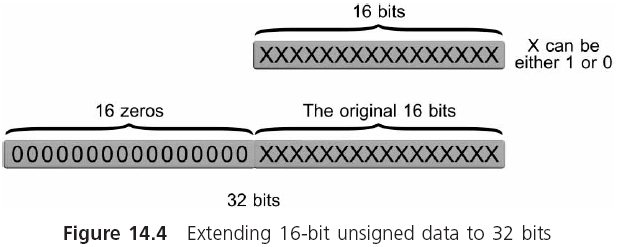 16 bits
XXXXXXXXXXXXXXXX
X can be
either 1 or 0
16 zeros
The original 16 bits
0000000000000000 XXXXXXXXXXXXXXXX
32 bits
Figure 14.4 Extending 16-bit unsigned data to 32 bits